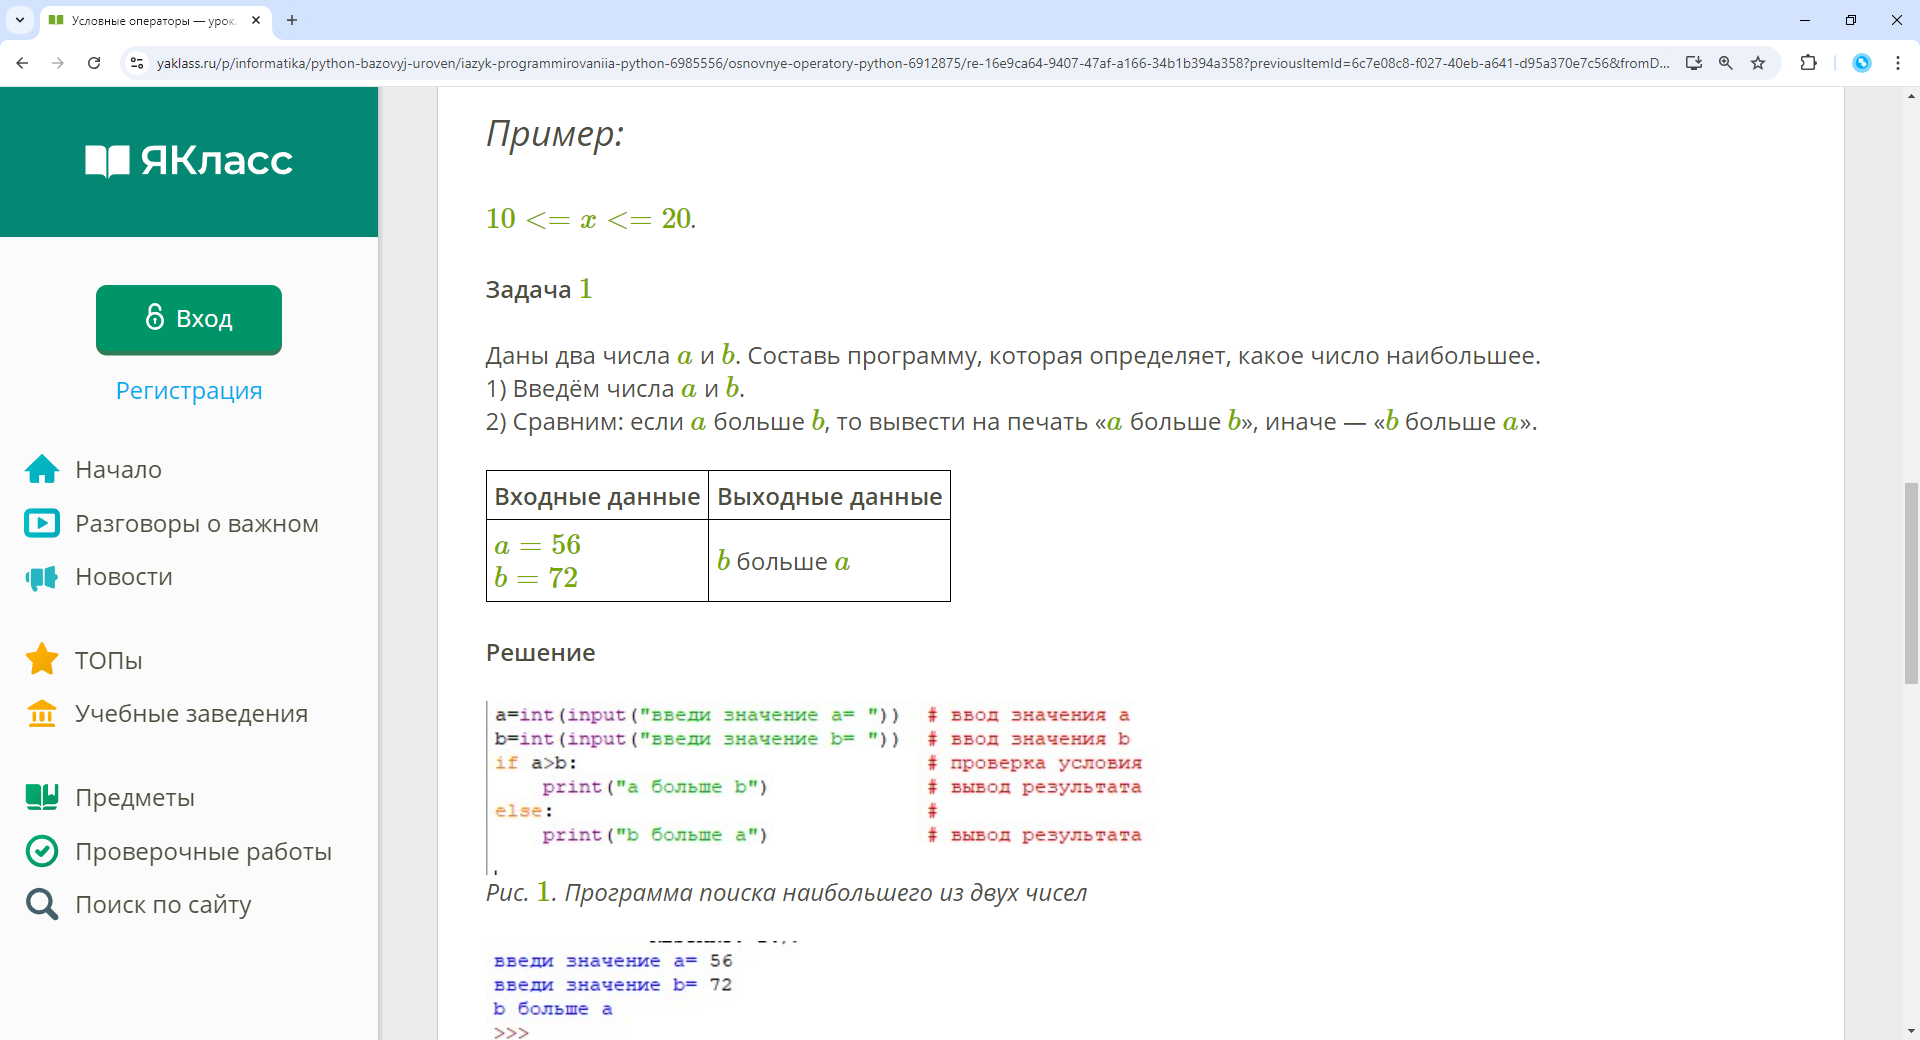 Условные операторы — урок.
yaklass.ru/p/informatika/python-bazovyj-uroven/iazyk-programmirovaniia-python-6985556/osnovnye-operatory-python-6912875/re-16e9ca64-9407-47af-a166-34b1b394a358?previousItemId=6c7e08c8-f027-40eb-a641-d95a370e7c56&fromD...
ЯКласс
Вход
Регистрация
Начало
Разговоры о важном
Новости
ТОПы
Учебные заведения
Предметы
Проверочные работы
Поиск по сайту
Пример:
10 <= x <= 20.
Задача 1
Даны два числа a и b. Составь программу, которая определяет, какое число наибольшее.
1) Введём числа a и b.
2) Сравним: если a больше b, то вывести на печать «a больше b», иначе — «b больше a».
Входные данные Выходные данные
a = 56
b = 72
b больше a
Решение
a=int(input("введи значение a= ")) # ввод значения a
b=int(input("введи значение b= ")) # ввод значения b
if a>b: # проверка условия
print("a больше b") # вывод результата
else: #
print("b больше a") # вывод результата
Рис. 1. Программа поиска наибольшего из двух чисел
введи значение a= 56
введи значение b= 72
b больше a
>>>